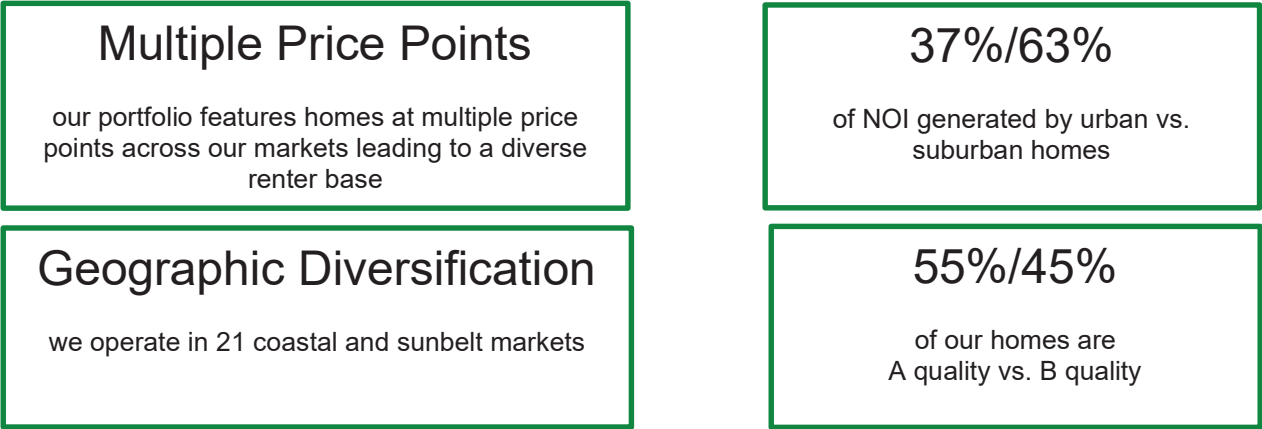 Multiple Price Points
our portfolio features homes at multiple price
points across our markets leading to a diverse
renter base
37%/63%
of NOI generated by urban vs.
suburban homes
Geographic Diversification
we operate in 21 coastal and sunbelt markets
55%/45%
of our homes are
A quality vs. B quality